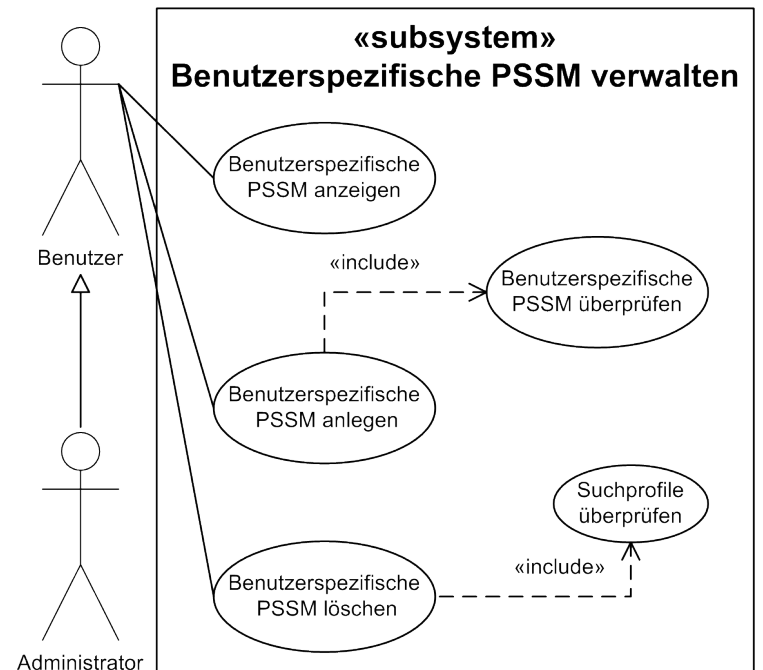 «subsystem»
Benutzerspezifische PSSM verwalten
Benutzerspezifische
PSSM anzeigen
Benutzer
«include»
Benutzerspezifische
PSSM überprüfen
Benutzerspezifische
PSSM anlegen
Suchprofile
überprüfen
«include»
Benutzerspezifische
PSSM löschen
Administrator